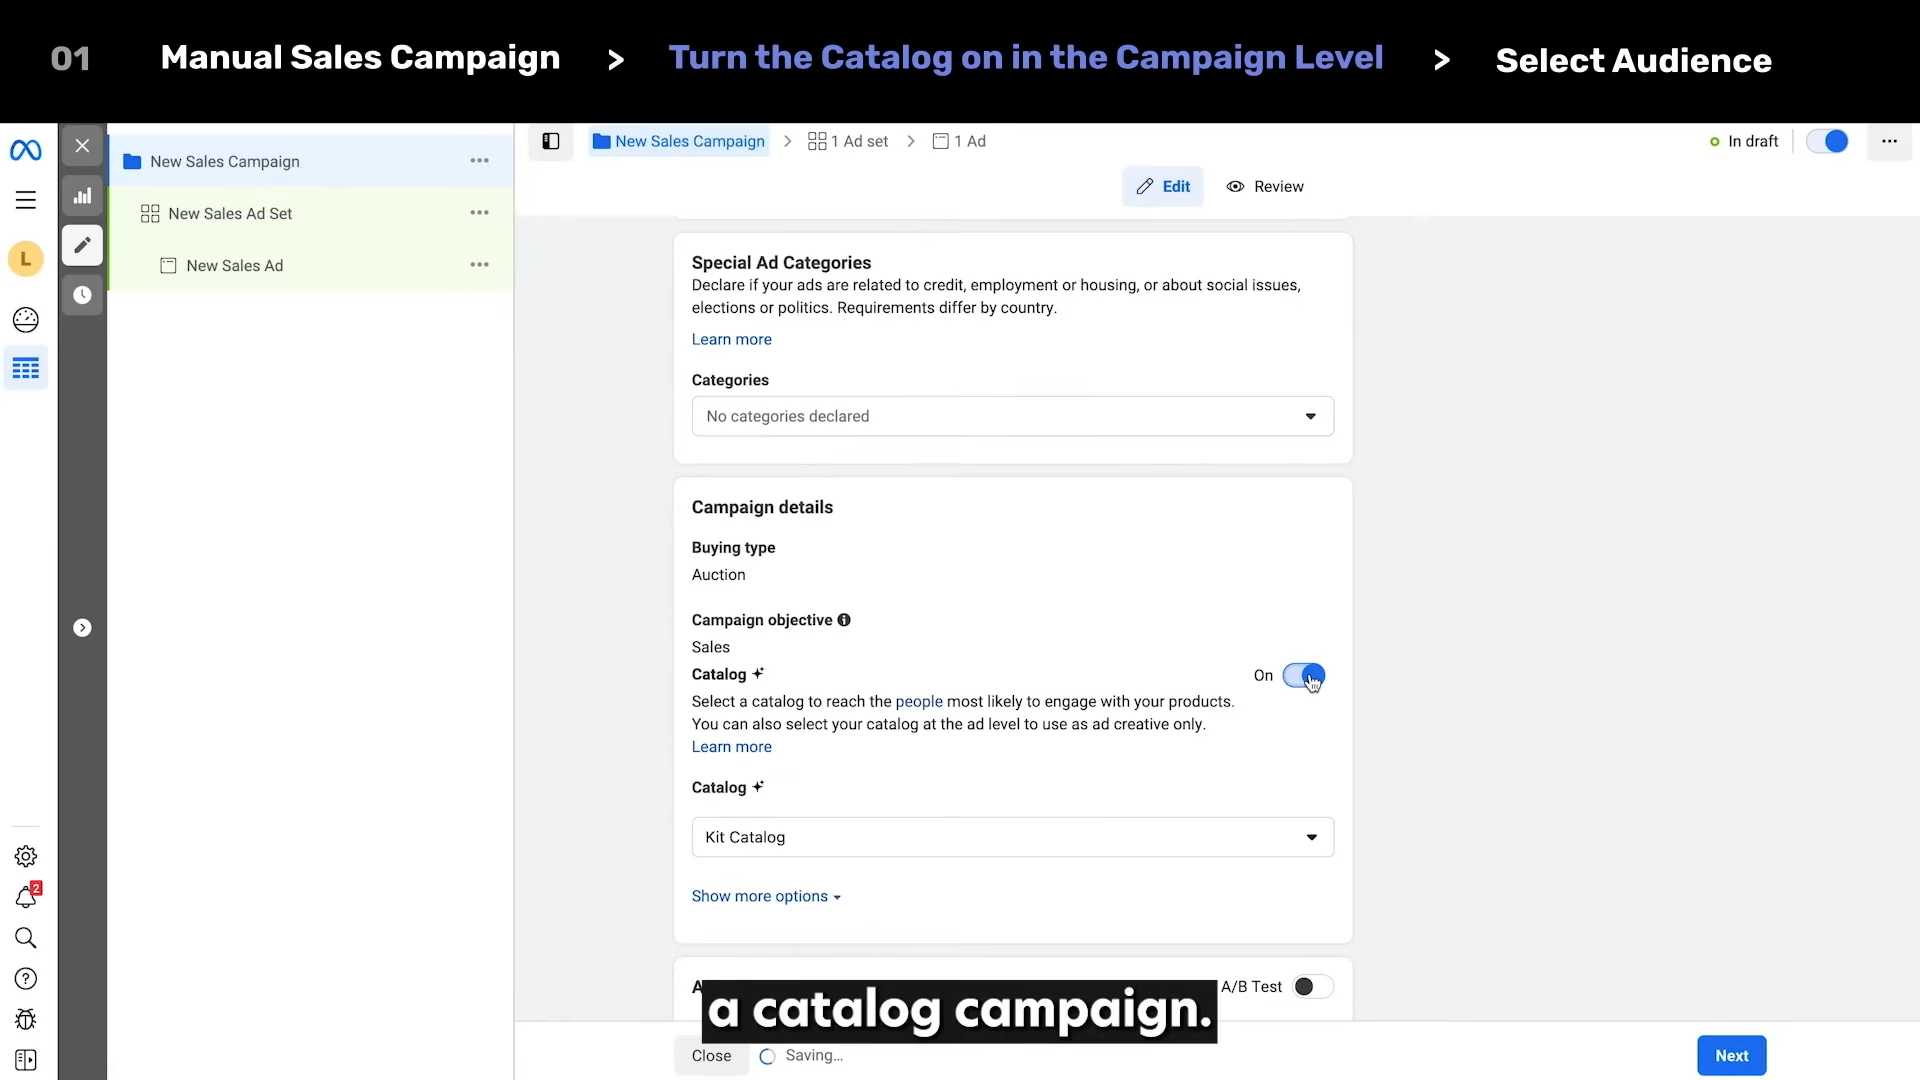 01 Manual Sales Campaign > Turn the Catalog on in the Campaign Level > Select Audience
New Sales Campaign
New Sales Ad Set
New Sales Ad
L
2
New Sales Campaign > 1 Ad set > 1 Ad
In draft
Edit Review
Special Ad Categories
Declare if your ads are related to credit, employment or housing, or about social issues,
elections or politics. Requirements differ by country.
Learn more
Categories
No categories declared
Campaign details
Buying type
Auction
Campaign objective
Sales
Catalog
On
Select a catalog to reach the people most likely to engage with your products.
You can also select your catalog at the ad level to use as ad creative only.
Learn more
Catalog
Kit Catalog
Show more options
A/B Test
a catalog campaign.
Close Saving...
Next